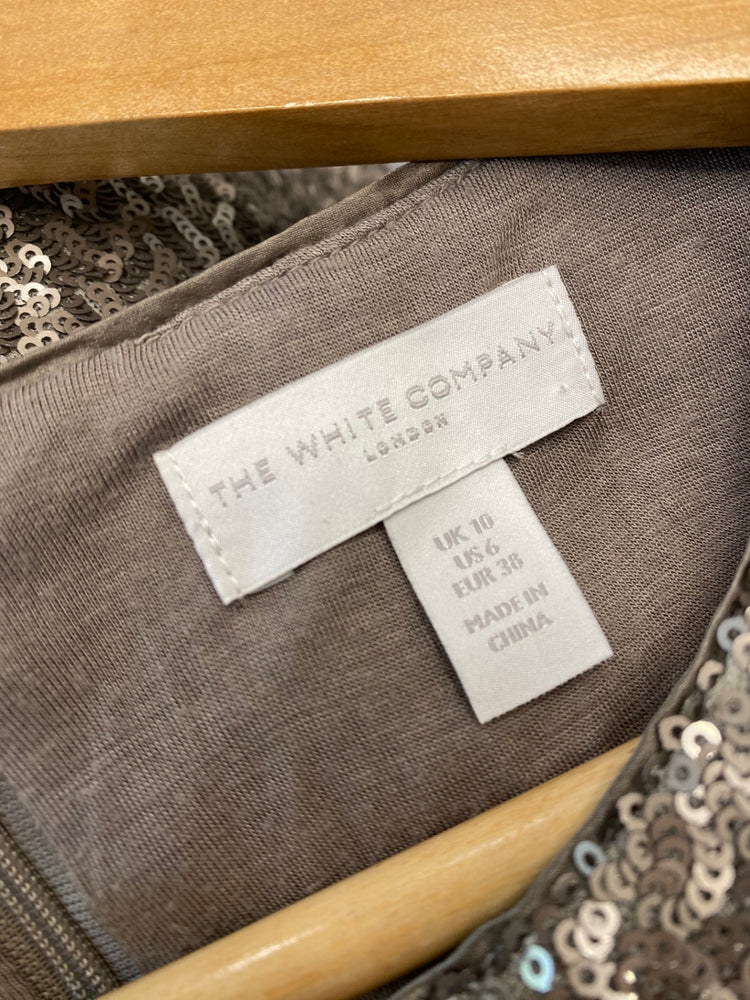 THE WHITE COMPANY
LONDON
UK 10
US 6
EUR 38
MADE IN
CHINA